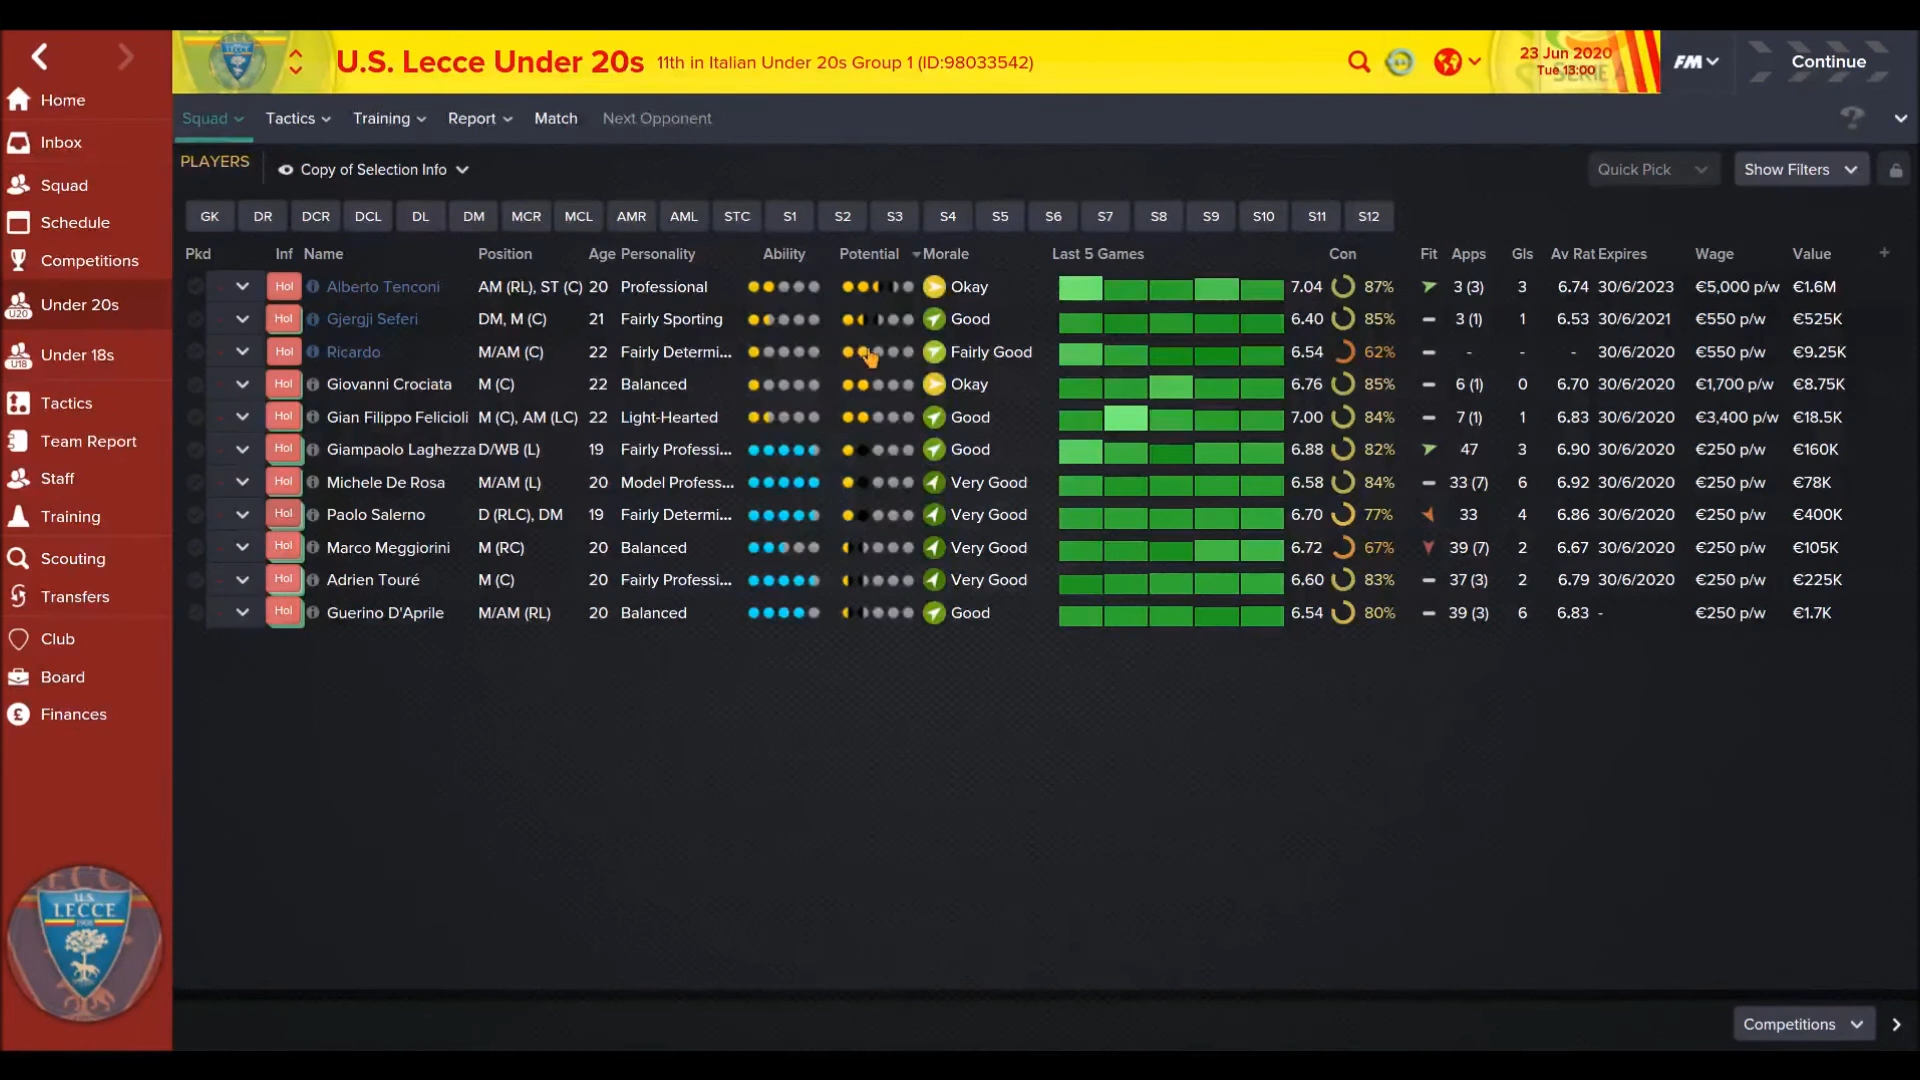 U.S. Lecce Under 20s 11th in Italian Under 20s Group 1 (ID:98033542) 23 Jun 2020 Tue 13:00 FM Continue
Home
Inbox
Squad
Schedule
Competitions
U20 Under 20s
U18 Under 18s
Tactics
Team Report
Staff
Training
Scouting
Transfers
Club
Board
Finances
U.S. LECCE
Squad Tactics Training Report Match Next Opponent
PLAYERS Copy of Selection Info Quick Pick Show Filters
GK DR DCR DCL DL DM MCR MCL AMR AML STC S1 S2 S3 S4 S5 S6 S7 S8 S9 S10 S11 S12
Pkd Inf Name Position Age Personality Ability Potential Morale Last 5 Games Con Fit Apps Gls Av Rat Expires Wage Value +
Hol Alberto Tenconi AM (RL), ST (C) 20 Professional Okay 7.04 87% 3 (3) 3 6.74 30/6/2023 €5,000 p/w €1.6M
Hol Gjergji Seferi DM, M (C) 21 Fairly Sporting Good 6.40 85% 3 (1) 1 6.53 30/6/2021 €550 p/w €525K
Hol Ricardo M/AM (C) 22 Fairly Determi... Fairly Good 6.54 62% - - - 30/6/2020 €550 p/w €9.25K
Hol Giovanni Crociata M (C) 22 Balanced Okay 6.76 85% 6 (1) 0 6.70 30/6/2020 €1,700 p/w €8.75K
Hol Gian Filippo Felicioli M (C), AM (LC) 22 Light-Hearted Good 7.00 84% 7 (1) 1 6.83 30/6/2020 €3,400 p/w €18.5K
Hol Giampaolo Laghezza D/WB (L) 19 Fairly Professi... Good 6.88 82% 47 3 6.90 30/6/2020 €250 p/w €160K
Hol Michele De Rosa M/AM (L) 20 Model Profess... Very Good 6.58 84% 33 (7) 6 6.92 30/6/2020 €250 p/w €78K
Hol Paolo Salerno D (RLC), DM 19 Fairly Determi... Very Good 6.70 77% 33 4 6.86 30/6/2020 €250 p/w €400K
Hol Marco Meggiorini M (RC) 20 Balanced Very Good 6.72 67% 39 (7) 2 6.67 30/6/2020 €250 p/w €105K
Hol Adrien Touré M (C) 20 Fairly Professi... Very Good 6.60 83% 37 (3) 2 6.79 30/6/2020 €250 p/w €225K
Hol Guerino D'Aprile M/AM (RL) 20 Balanced Good 6.54 80% 39 (3) 6 6.83 - €250 p/w €1.7K
Competitions